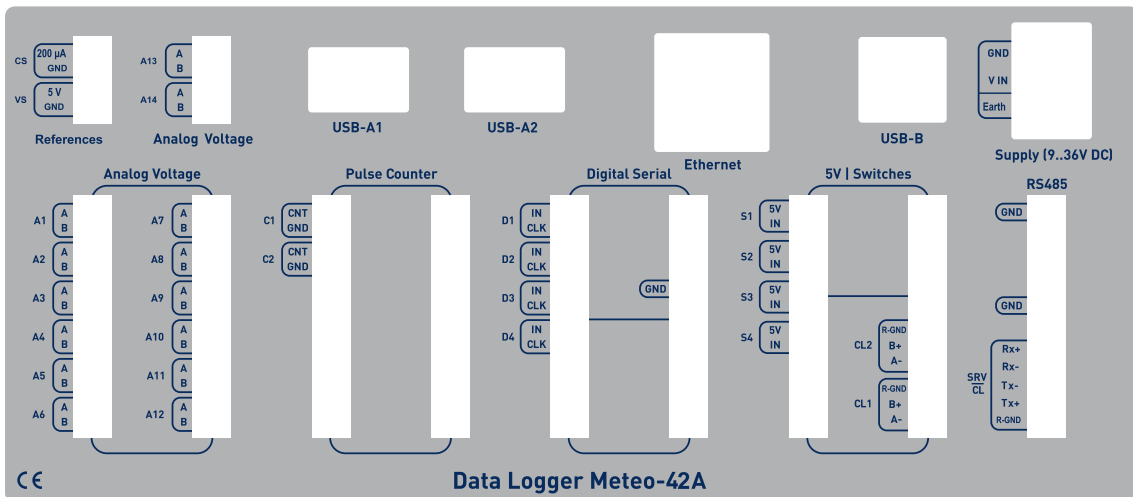 CS
200 µA
GND
VS
5 V
GND
References
A13
A
B
A14
A
B
Analog Voltage
USB-A1
USB-A2
Ethernet
USB-B
GND
V IN
Earth
Supply (9..36V DC)
Analog Voltage
A1
A
B
A2
A
B
A3
A
B
A4
A
B
A5
A
B
A6
A
B
A7
A
B
A8
A
B
A9
A
B
A10
A
B
A11
A
B
A12
A
B
Pulse Counter
C1
CNT
GND
C2
CNT
GND
Digital Serial
D1
IN
CLK
D2
IN
CLK
D3
IN
CLK
D4
IN
CLK
GND
5V | Switches
S1
5V
IN
S2
5V
IN
S3
5V
IN
S4
5V
IN
CL2
R-GND
B+
A-
CL1
R-GND
B+
A-
RS485
GND
GND
SRV
CL
Rx+
Rx-
Tx-
Tx+
R-GND
CE
Data Logger Meteo-42A